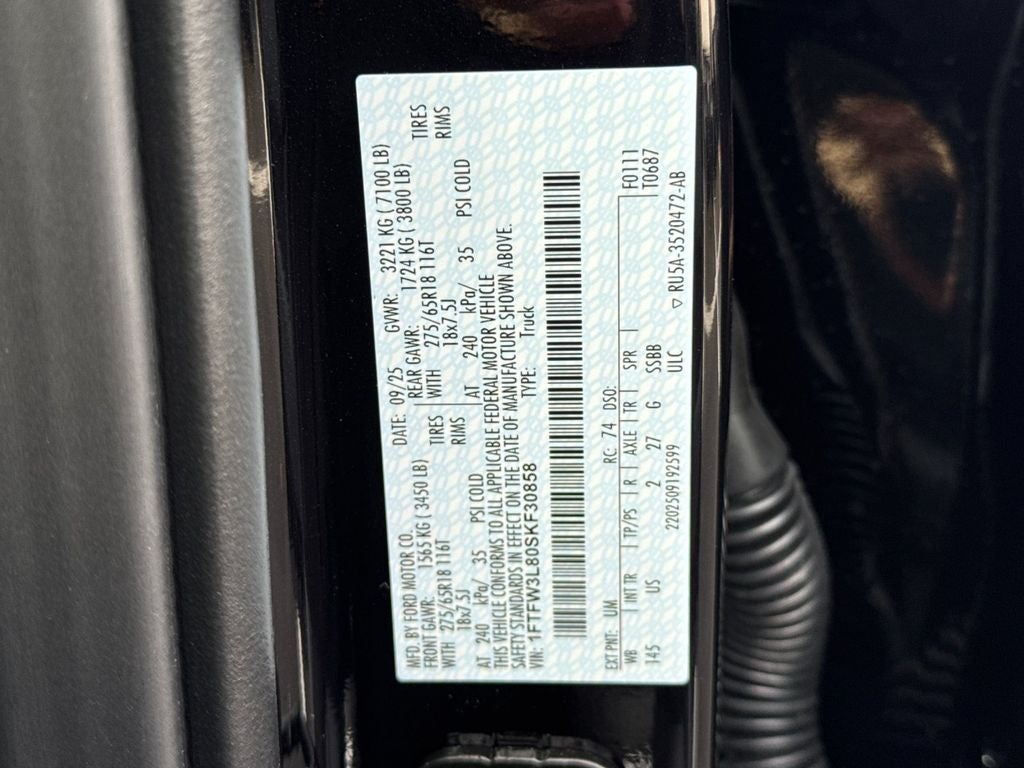 MFD. BY FORD MOTOR CO. DATE: 09/25 GVWR: 3221 KG ( 7100 LB)
FRONT GAWR: 1565 KG ( 3450 LB) REAR GAWR: 1724 KG ( 3800 LB)
WITH 275/65R18 116T TIRES WITH 275/65R18 116T TIRES
18x7.5J RIMS 18x7.5J RIMS
AT 240 kPa/ 35 PSI COLD AT 240 kPa/ 35 PSI COLD
THIS VEHICLE CONFORMS TO ALL APPLICABLE FEDERAL MOTOR VEHICLE
SAFETY STANDARDS IN EFFECT ON THE DATE OF MANUFACTURE SHOWN ABOVE.
VIN: 1FTFW3L80SKF30858 TYPE: Truck
EXT PNT: UM RC: 74 DSO: F0111
WB INT TR TP/PS R AXLE TR SPR T0687
145 US 2 27 G SSBB
2202509192599 ULC ▽ RU5A-3520472-AB